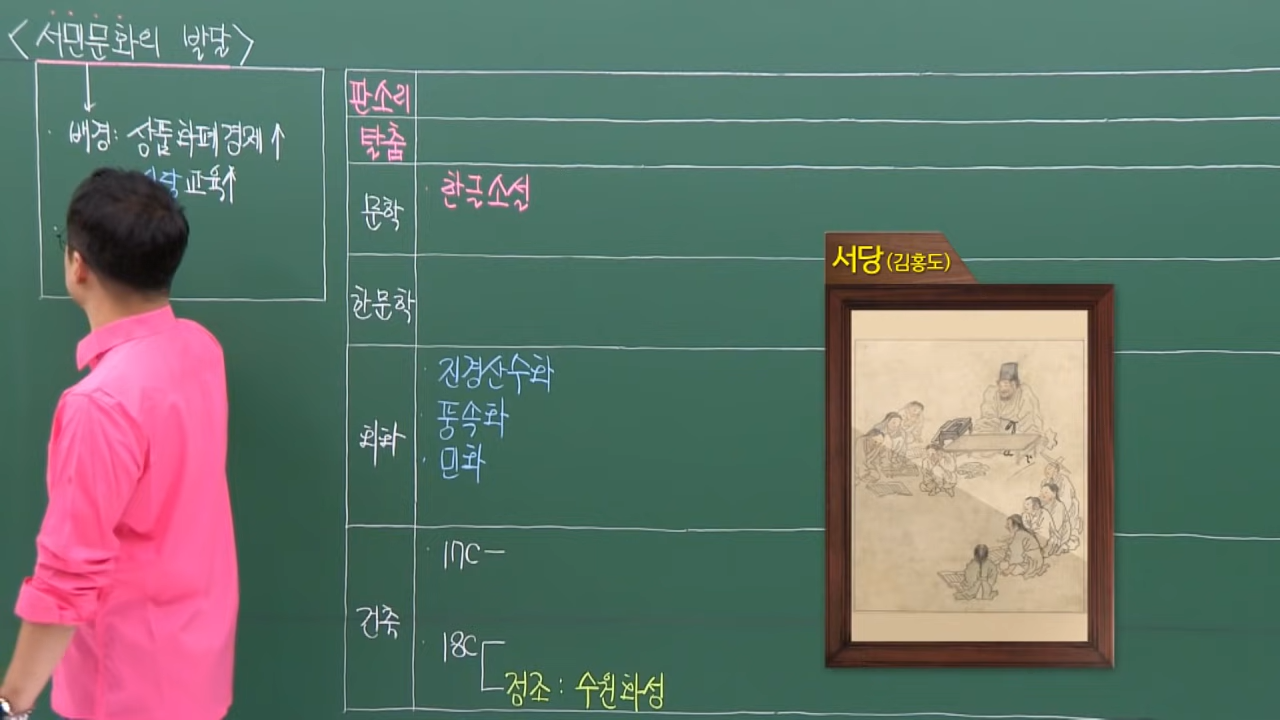 <서민문화의 발달>
배경: 상품화폐경제↑
교육↑
판소리
탈춤
문학
· 한글소설
한문학
회화
· 진경산수화
· 풍속화
· 민화
건축
· 17C –
· 18C
정조 : 수원화성
서당(김홍도)